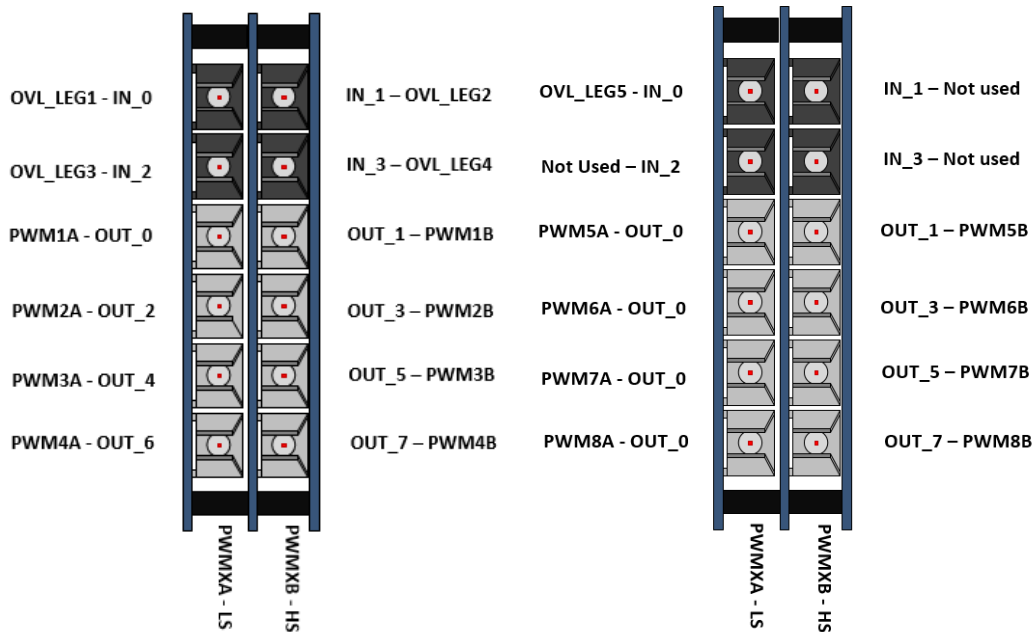 OVL_LEG1 - IN_0
IN_1 – OVL_LEG2
OVL_LEG3 - IN_2
IN_3 – OVL_LEG4
PWM1A - OUT_0
OUT_1 – PWM1B
PWM2A - OUT_2
OUT_3 – PWM2B
PWM3A - OUT_4
OUT_5 – PWM3B
PWM4A - OUT_6
OUT_7 – PWM4B
PWMXA - LS
PWMXB - HS
OVL_LEG5 - IN_0
IN_1 – Not used
Not Used – IN_2
IN_3 – Not used
PWM5A - OUT_0
OUT_1 – PWM5B
PWM6A - OUT_0
OUT_3 – PWM6B
PWM7A - OUT_0
OUT_5 – PWM7B
PWM8A - OUT_0
OUT_7 – PWM8B
PWMXA - LS
PWMXB - HS